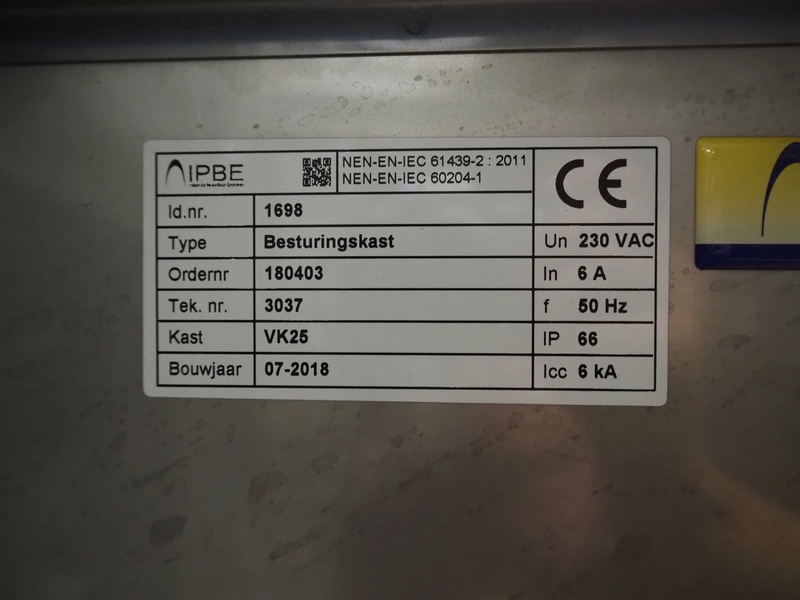 IPBE
NEN-EN-IEC 61439-2 : 2011
NEN-EN-IEC 60204-1
CE
Id.nr. 1698
Type Besturingskast Un 230 VAC
Ordernr 180403 In 6 A
Tek. nr. 3037 f 50 Hz
Kast VK25 IP 66
Bouwjaar 07-2018 Icc 6 kA